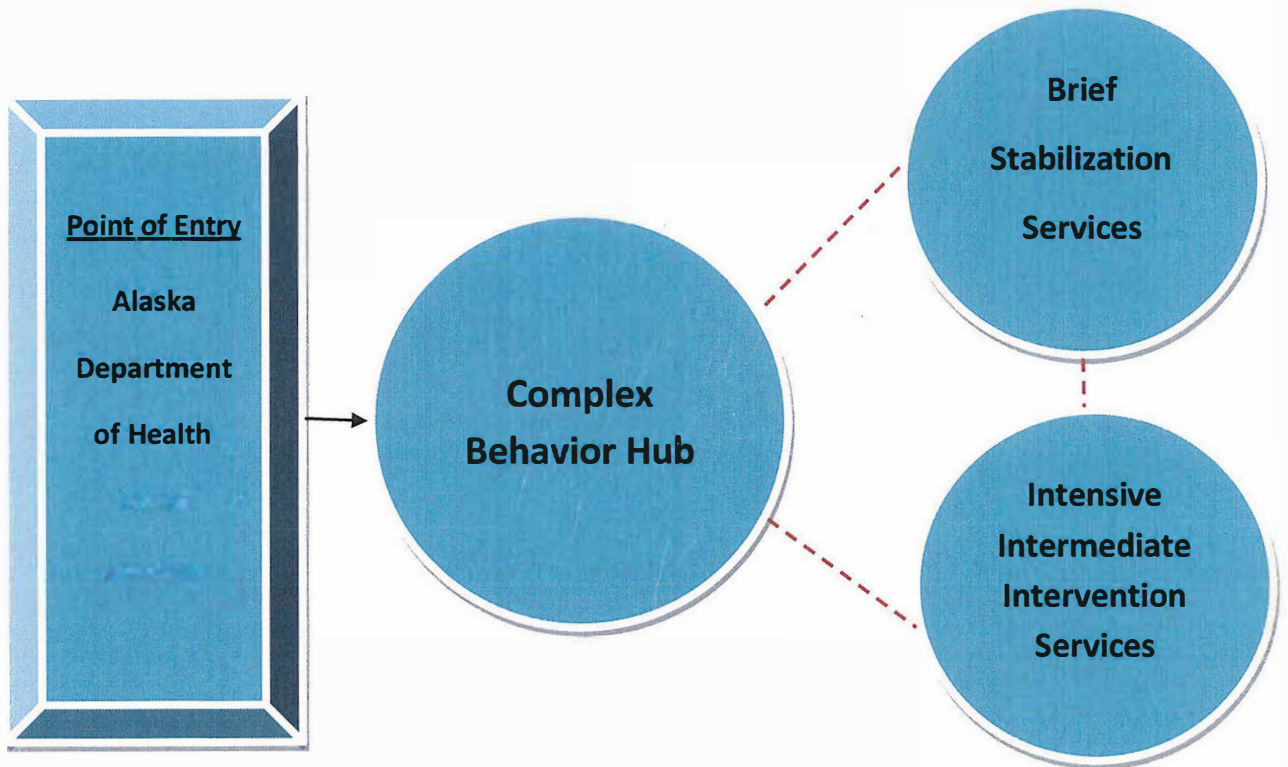 Point of Entry
Alaska
Department
of Health
Complex
Behavior Hub
Brief
Stabilization
Services
Intensive
Intermediate
Intervention
Services